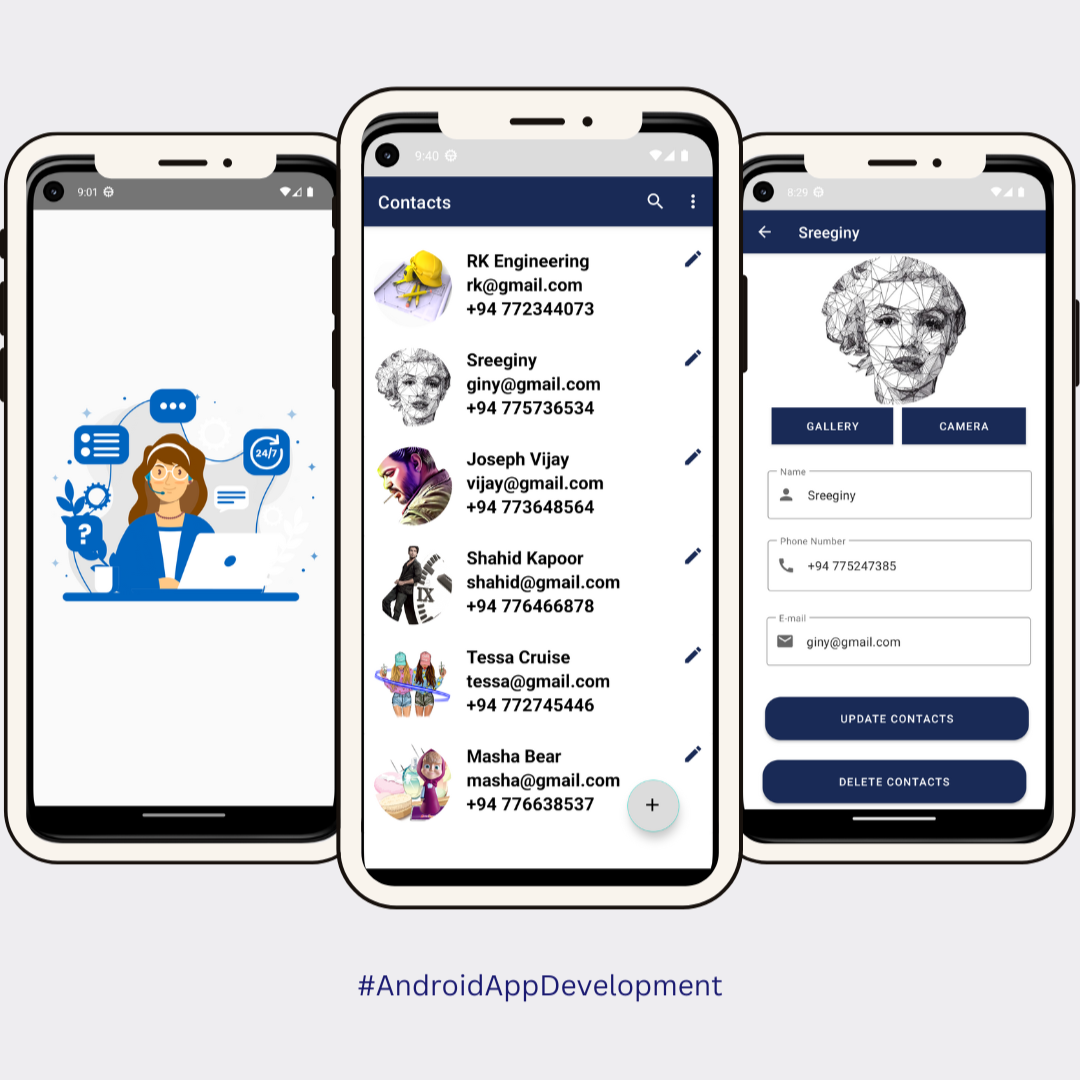 9:01
24/7
?
9:40
Contacts
RK Engineering
rk@gmail.com
+94 772344073
Sreeginy
giny@gmail.com
+94 775736534
Joseph Vijay
vijay@gmail.com
+94 773648564
Shahid Kapoor
shahid@gmail.com
+94 776466878
IX
Tessa Cruise
tessa@gmail.com
+94 772745446
Masha Bear
masha@gmail.com
+94 776638537
+
8:29
Sreeginy
GALLERY CAMERA
Name
Sreeginy
Phone Number
+94 775247385
E-mail
giny@gmail.com
UPDATE CONTACTS
DELETE CONTACTS
#AndroidAppDevelopment